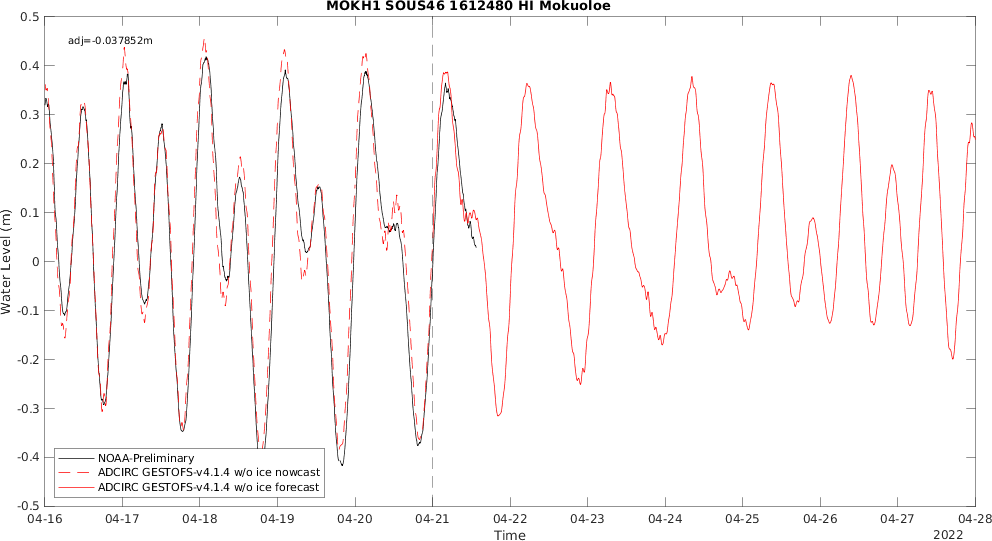 MOKH1 SOUS46 1612480 HI Mokuoloe
adj=-0.037852m
0.5
0.4
0.3
0.2
0.1
0
-0.1
-0.2
-0.3
-0.4
-0.5
Water Level (m)
NOAA-Preliminary
ADCIRC GESTOFS-v4.1.4 w/o ice nowcast
ADCIRC GESTOFS-v4.1.4 w/o ice forecast
04-16 04-17 04-18 04-19 04-20 04-21 04-22 04-23 04-24 04-25 04-26 04-27 04-28
Time
2022